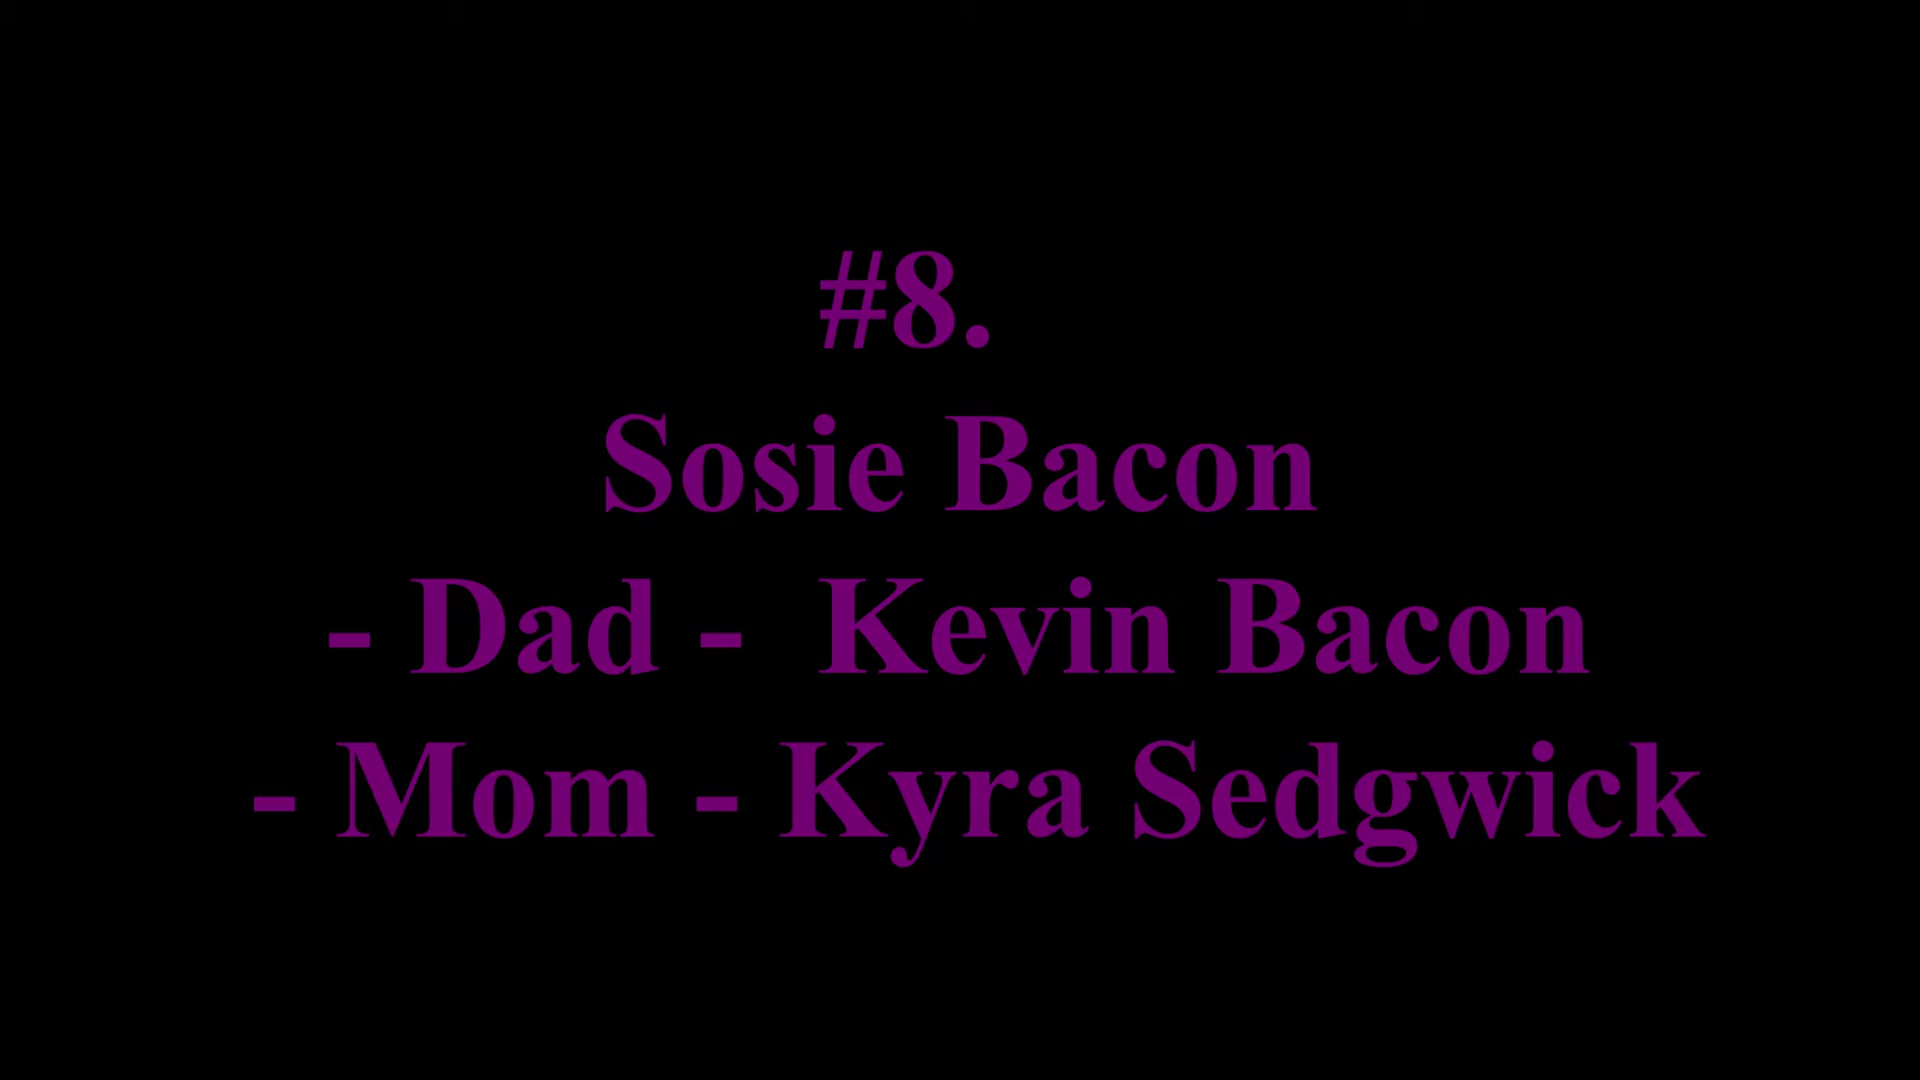 #8.
Sosie Bacon
- Dad -  Kevin Bacon
- Mom - Kyra Sedgwick